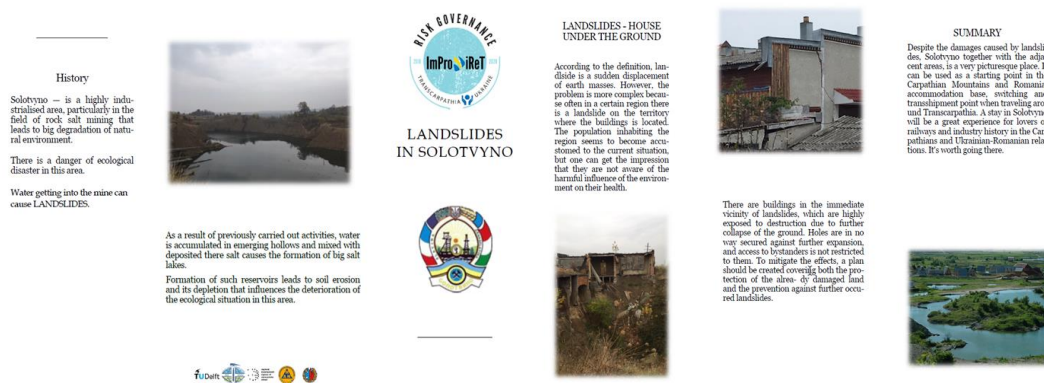 History
Solotvyno — is a highly indu-
strialised area, particularly in the
field of rock salt mining that
leads to big degradation of natu-
ral environment.
There is a danger of ecological
disaster in this area.
Water getting into the mine can
cause LANDSLIDES.
As a result of previously carried out activities, water
is accumulated in emerging hollows and mixed with
deposited there salt causes the formation of big salt
lakes.
Formation of such reservoirs leads to soil erosion
and its depletion that influences the deterioration of
the ecological situation in this area.
TUDelft
RISK GOVERNANCE
ImProDiReT
TRANSCARPATHIA UKRAINE
LANDSLIDES
IN SOLOTVYNO
LANDSLIDES - HOUSE
UNDER THE GROUND
According to the definition, lan-
dslide is a sudden displacement
of earth masses. However, the
problem is more complex becau-
se often in a certain region there
is a landslide on the territory
where the buildings is located.
The population inhabiting the
region seems to become accu-
stomed to the current situation,
but one can get the impression
that they are not aware of the
harmful influence of the environ-
ment on their health.
There are buildings in the immediate
vicinity of landslides, which are highly
exposed to destruction due to further
collapse of the ground. Holes are in no
way secured against further expansion,
and access to bystanders is not restricted
to them. To mitigate the effects, a plan
should be created covering both the pro-
tection of the alrea- dy damaged land
and the prevention against further occu-
red landslides.
SUMMARY
Despite the damages caused by landsli
des, Solotvyno together with the adja
cent areas, is a very picturesque place. I
can be used as a starting point in th
Carpathian Mountains and Romania
accommodation base, switching an
transshipment point when traveling aro
und Transcarpathia. A stay in Solotvyn
will be a great experience for lovers o
railways and industry history in the Car
pathians and Ukrainian-Romanian rela
tions. It's worth going there.